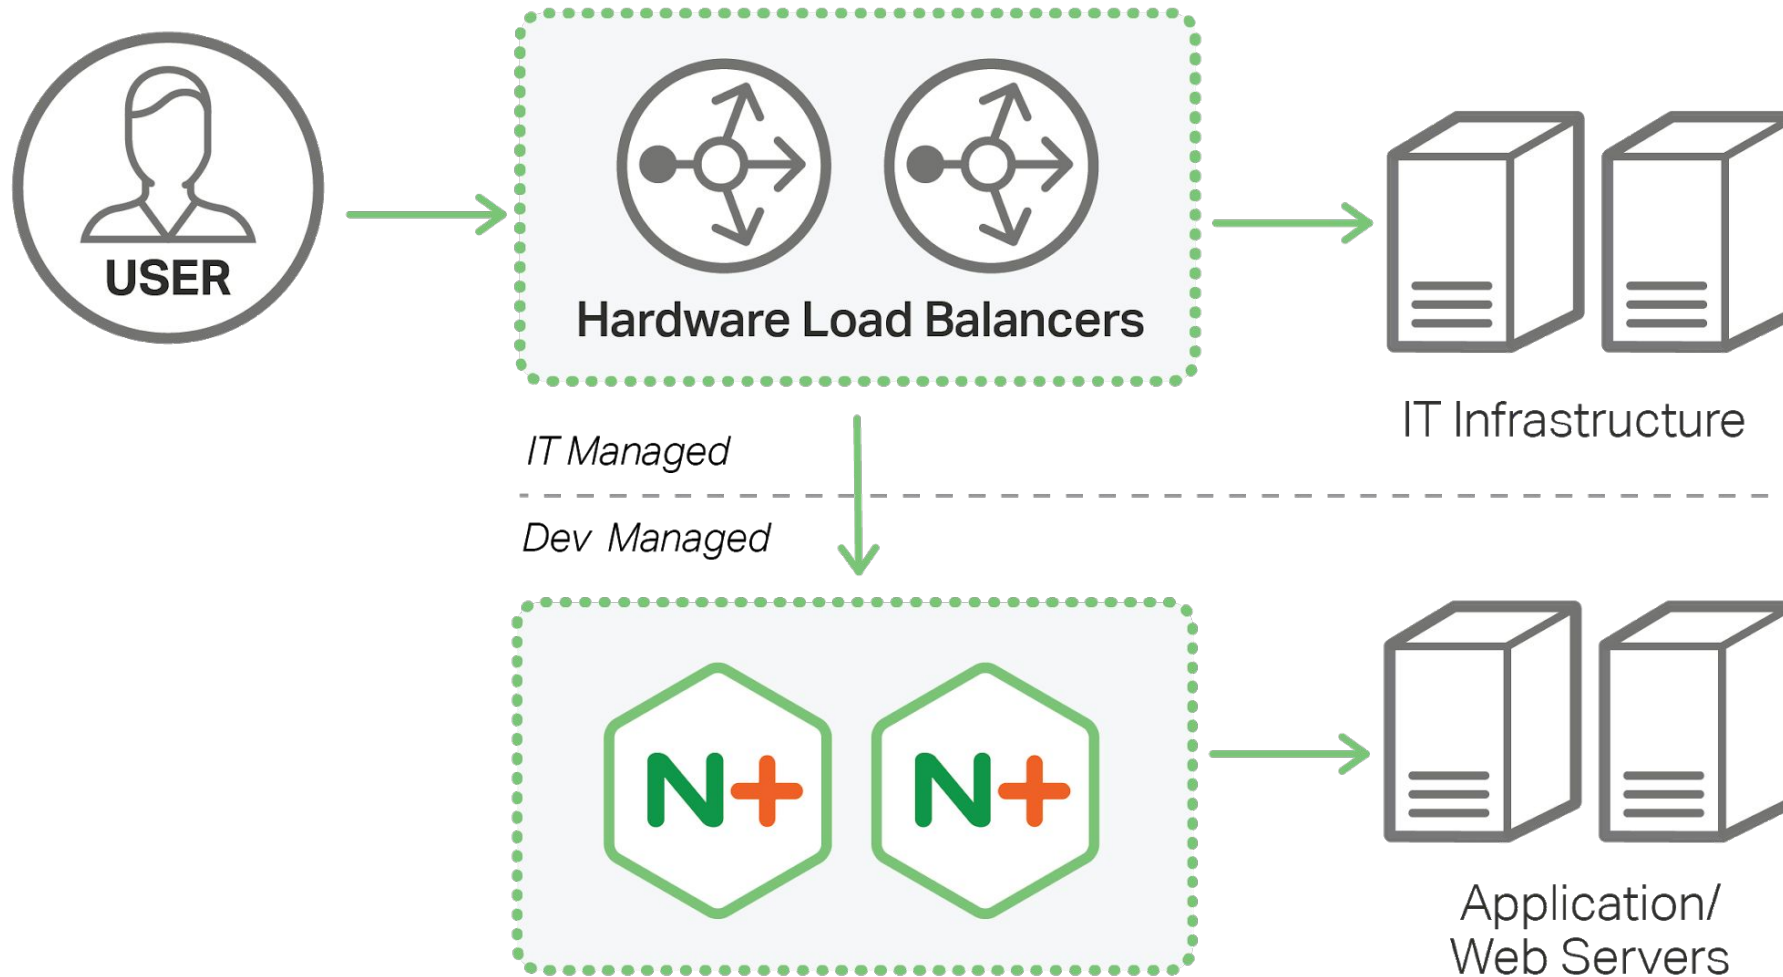 USER
Hardware Load Balancers
IT Infrastructure
IT Managed
Dev Managed
N+
N+
Application/
Web Servers